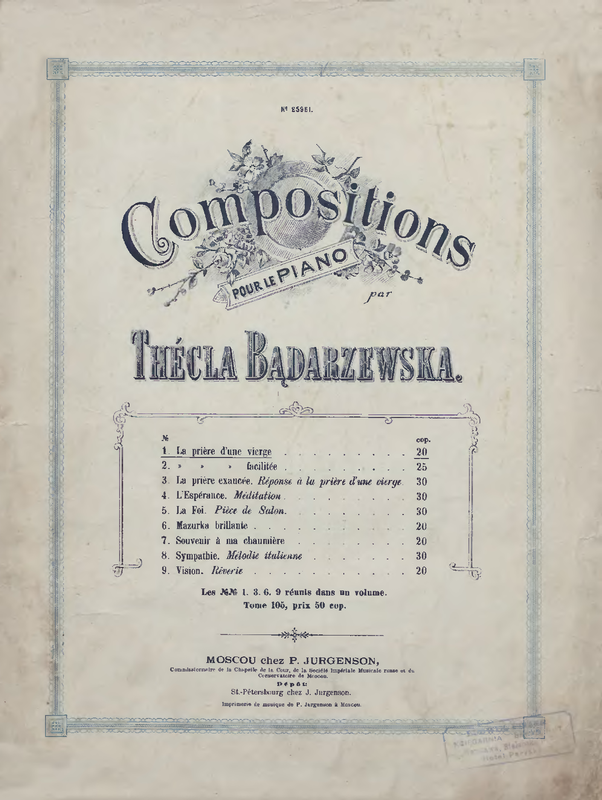 Compositions
POUR LE PIANO
par
THÉCLA BĄDARZEWSKA.
№ cop.
1. La prière d'une vierge . . . . . . . . . . 20
2. » » » facilitée . . . . . . . . . . 25
3. La prière exaucée. Réponse à la prière d'une vierge 30
4. L'Espérance. Méditation . . . . . . . . . . 30
5. La Foi. Pièce de Salon. . . . . . . . . . 30
6. Mazurka brillante . . . . . . . . . . 20
7. Souvenir à ma chaumière . . . . . . . . . 20
8. Sympathie. Mélodie italienne . . . . . . . . 30
9. Vision. Rêverie . . . . . . . . . . . 20
Les №№ 1. 3. 6. 9 réunis dans un volume.
Tome 105, prix 50 cop.
MOSCOU chez P. JURGENSON,
Commissionnaire de la Chapelle de la Cour, de la Société Impériale Musicale russe et du
Conservatoire de Moscou.
Dépôt:
St.-Pétersbourg chez J. Jurgenson.
Imprimerie de musique de P. Jurgenson à Moscou.